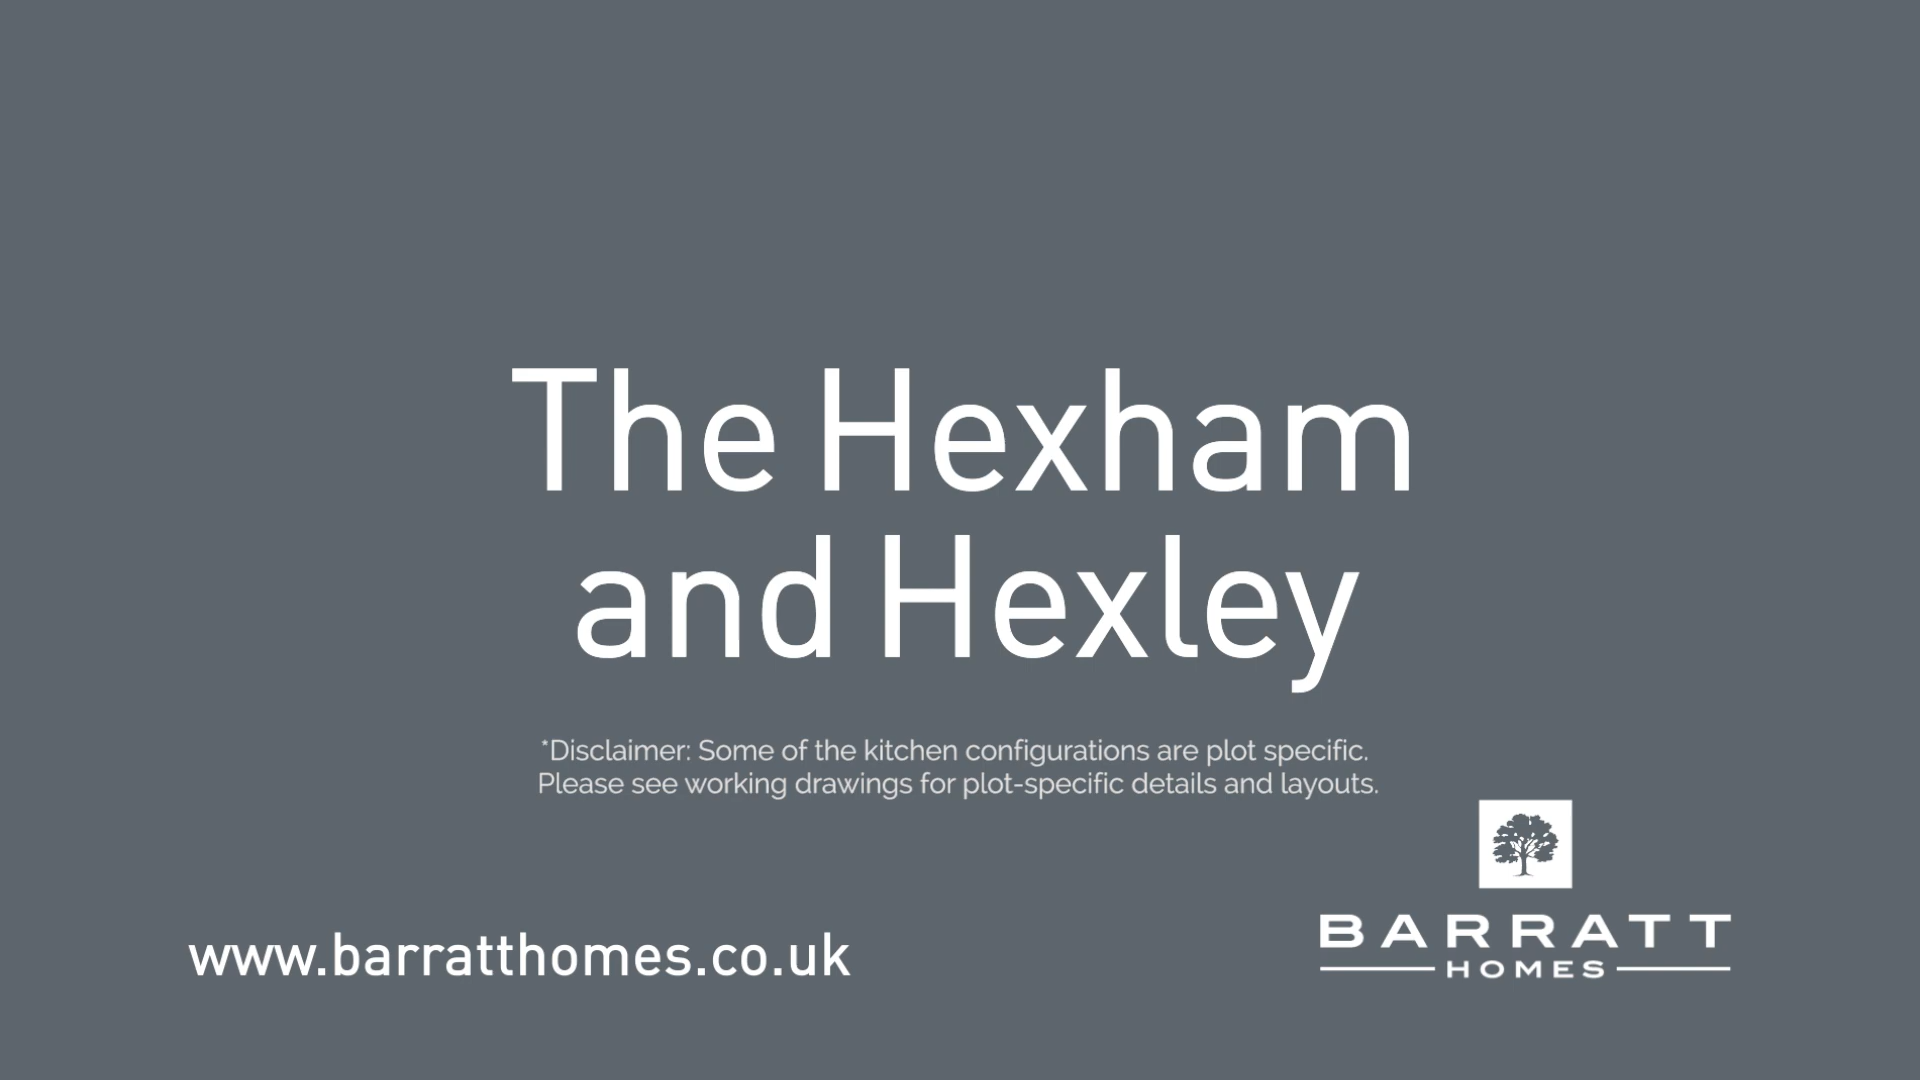 The Hexham
and Hexley
*Disclaimer: Some of the kitchen configurations are plot specific.
Please see working drawings for plot-specific details and layouts.
www.barratthomes.co.uk
BARRATT
HOMES